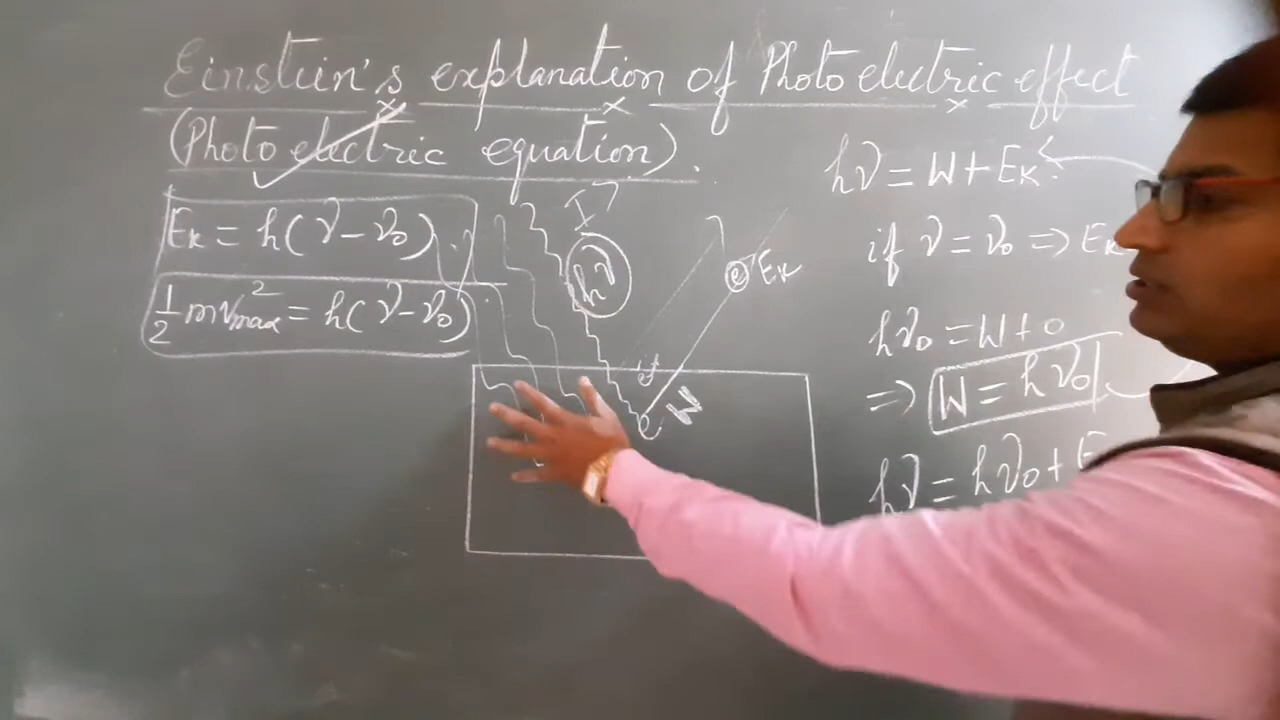 Einstein's explanation of Photo electric effect
(Photo electric equation).
Eₖ = h(ν-ν₀)
½mv²ₘₐₓ = h(ν-ν₀)
I
hν
e
Eₖ
W
e
hν = W + Eₖ
if ν = ν₀ ⇒ Eₖ
hν₀ = W + 0
⇒ W = hν₀
hν = hν₀ + E